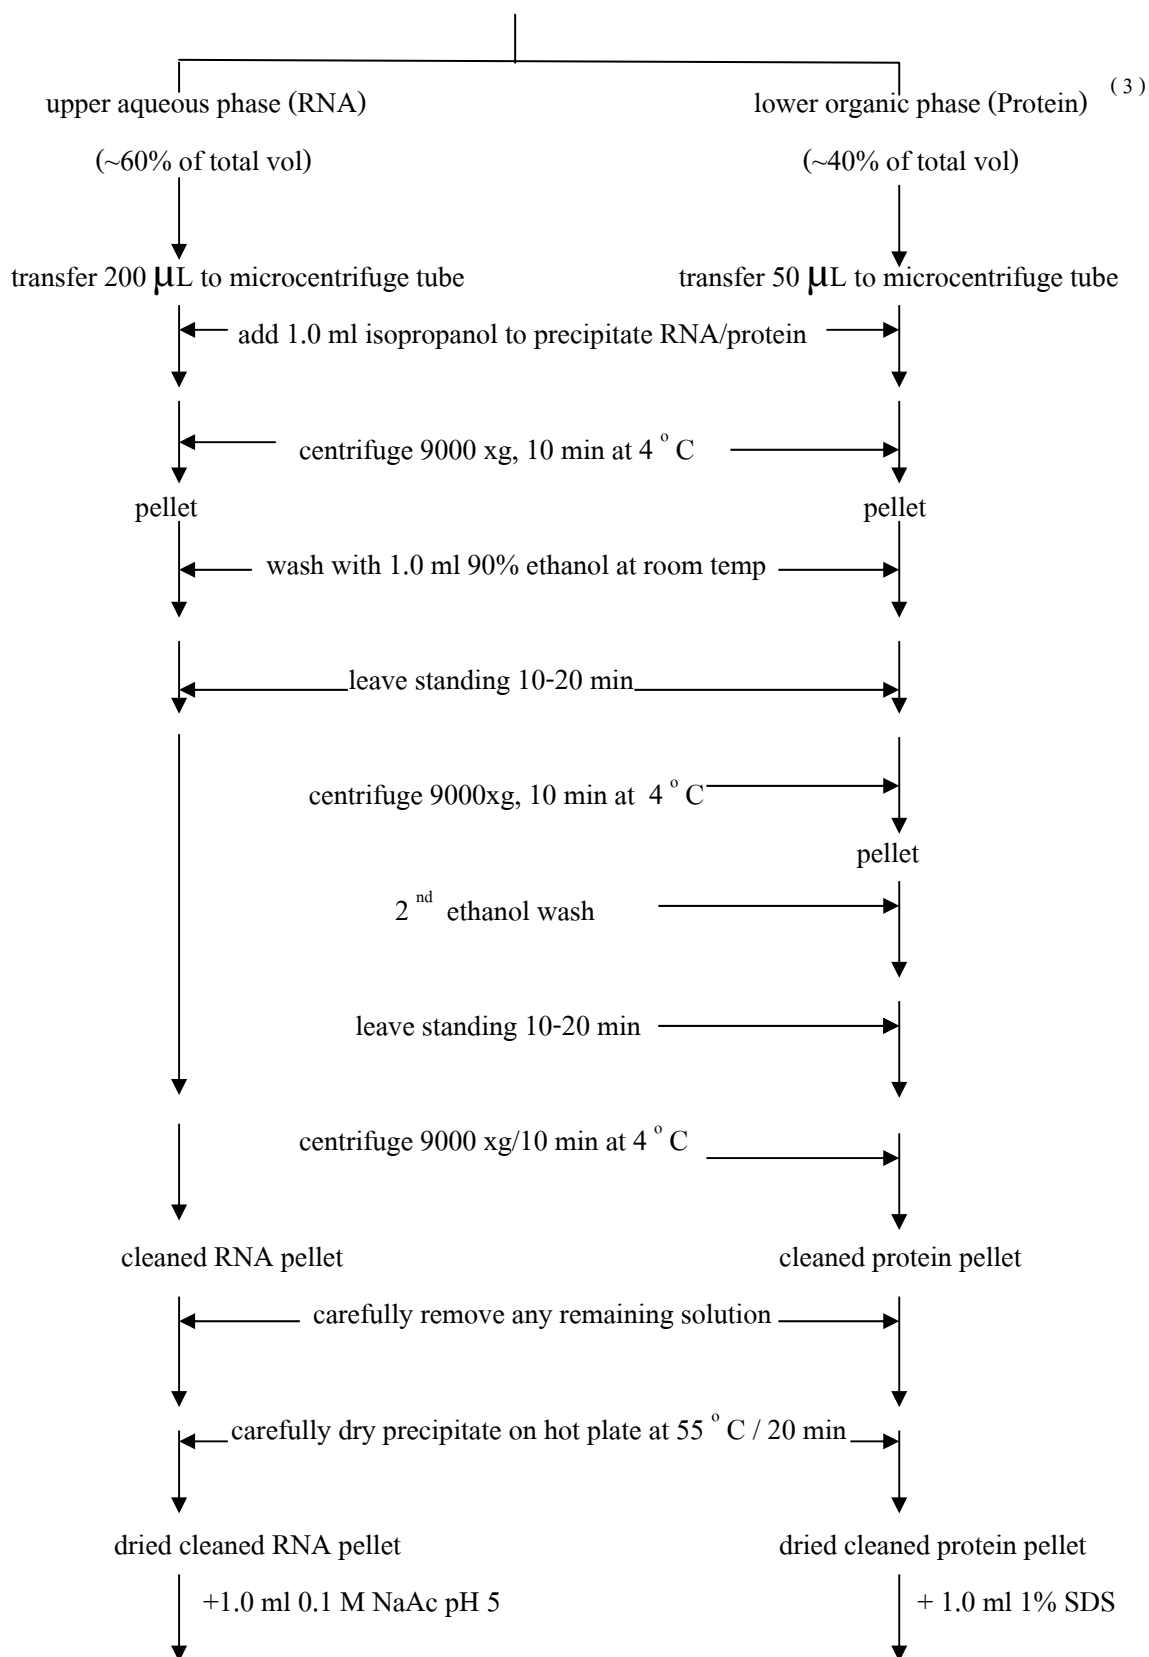 upper aqueous phase (RNA)
lower organic phase (Protein) (3)
(~60% of total vol)
(~40% of total vol)
transfer 200 µL to microcentrifuge tube
transfer 50 µL to microcentrifuge tube
add 1.0 ml isopropanol to precipitate RNA/protein
centrifuge 9000 xg, 10 min at 4 ° C
pellet
pellet
wash with 1.0 ml 90% ethanol at room temp
leave standing 10-20 min
centrifuge 9000xg, 10 min at 4 ° C
pellet
2 nd ethanol wash
leave standing 10-20 min
centrifuge 9000 xg/10 min at 4 ° C
cleaned RNA pellet
cleaned protein pellet
carefully remove any remaining solution
carefully dry precipitate on hot plate at 55 ° C / 20 min
dried cleaned RNA pellet
dried cleaned protein pellet
+1.0 ml 0.1 M NaAc pH 5
+ 1.0 ml 1% SDS